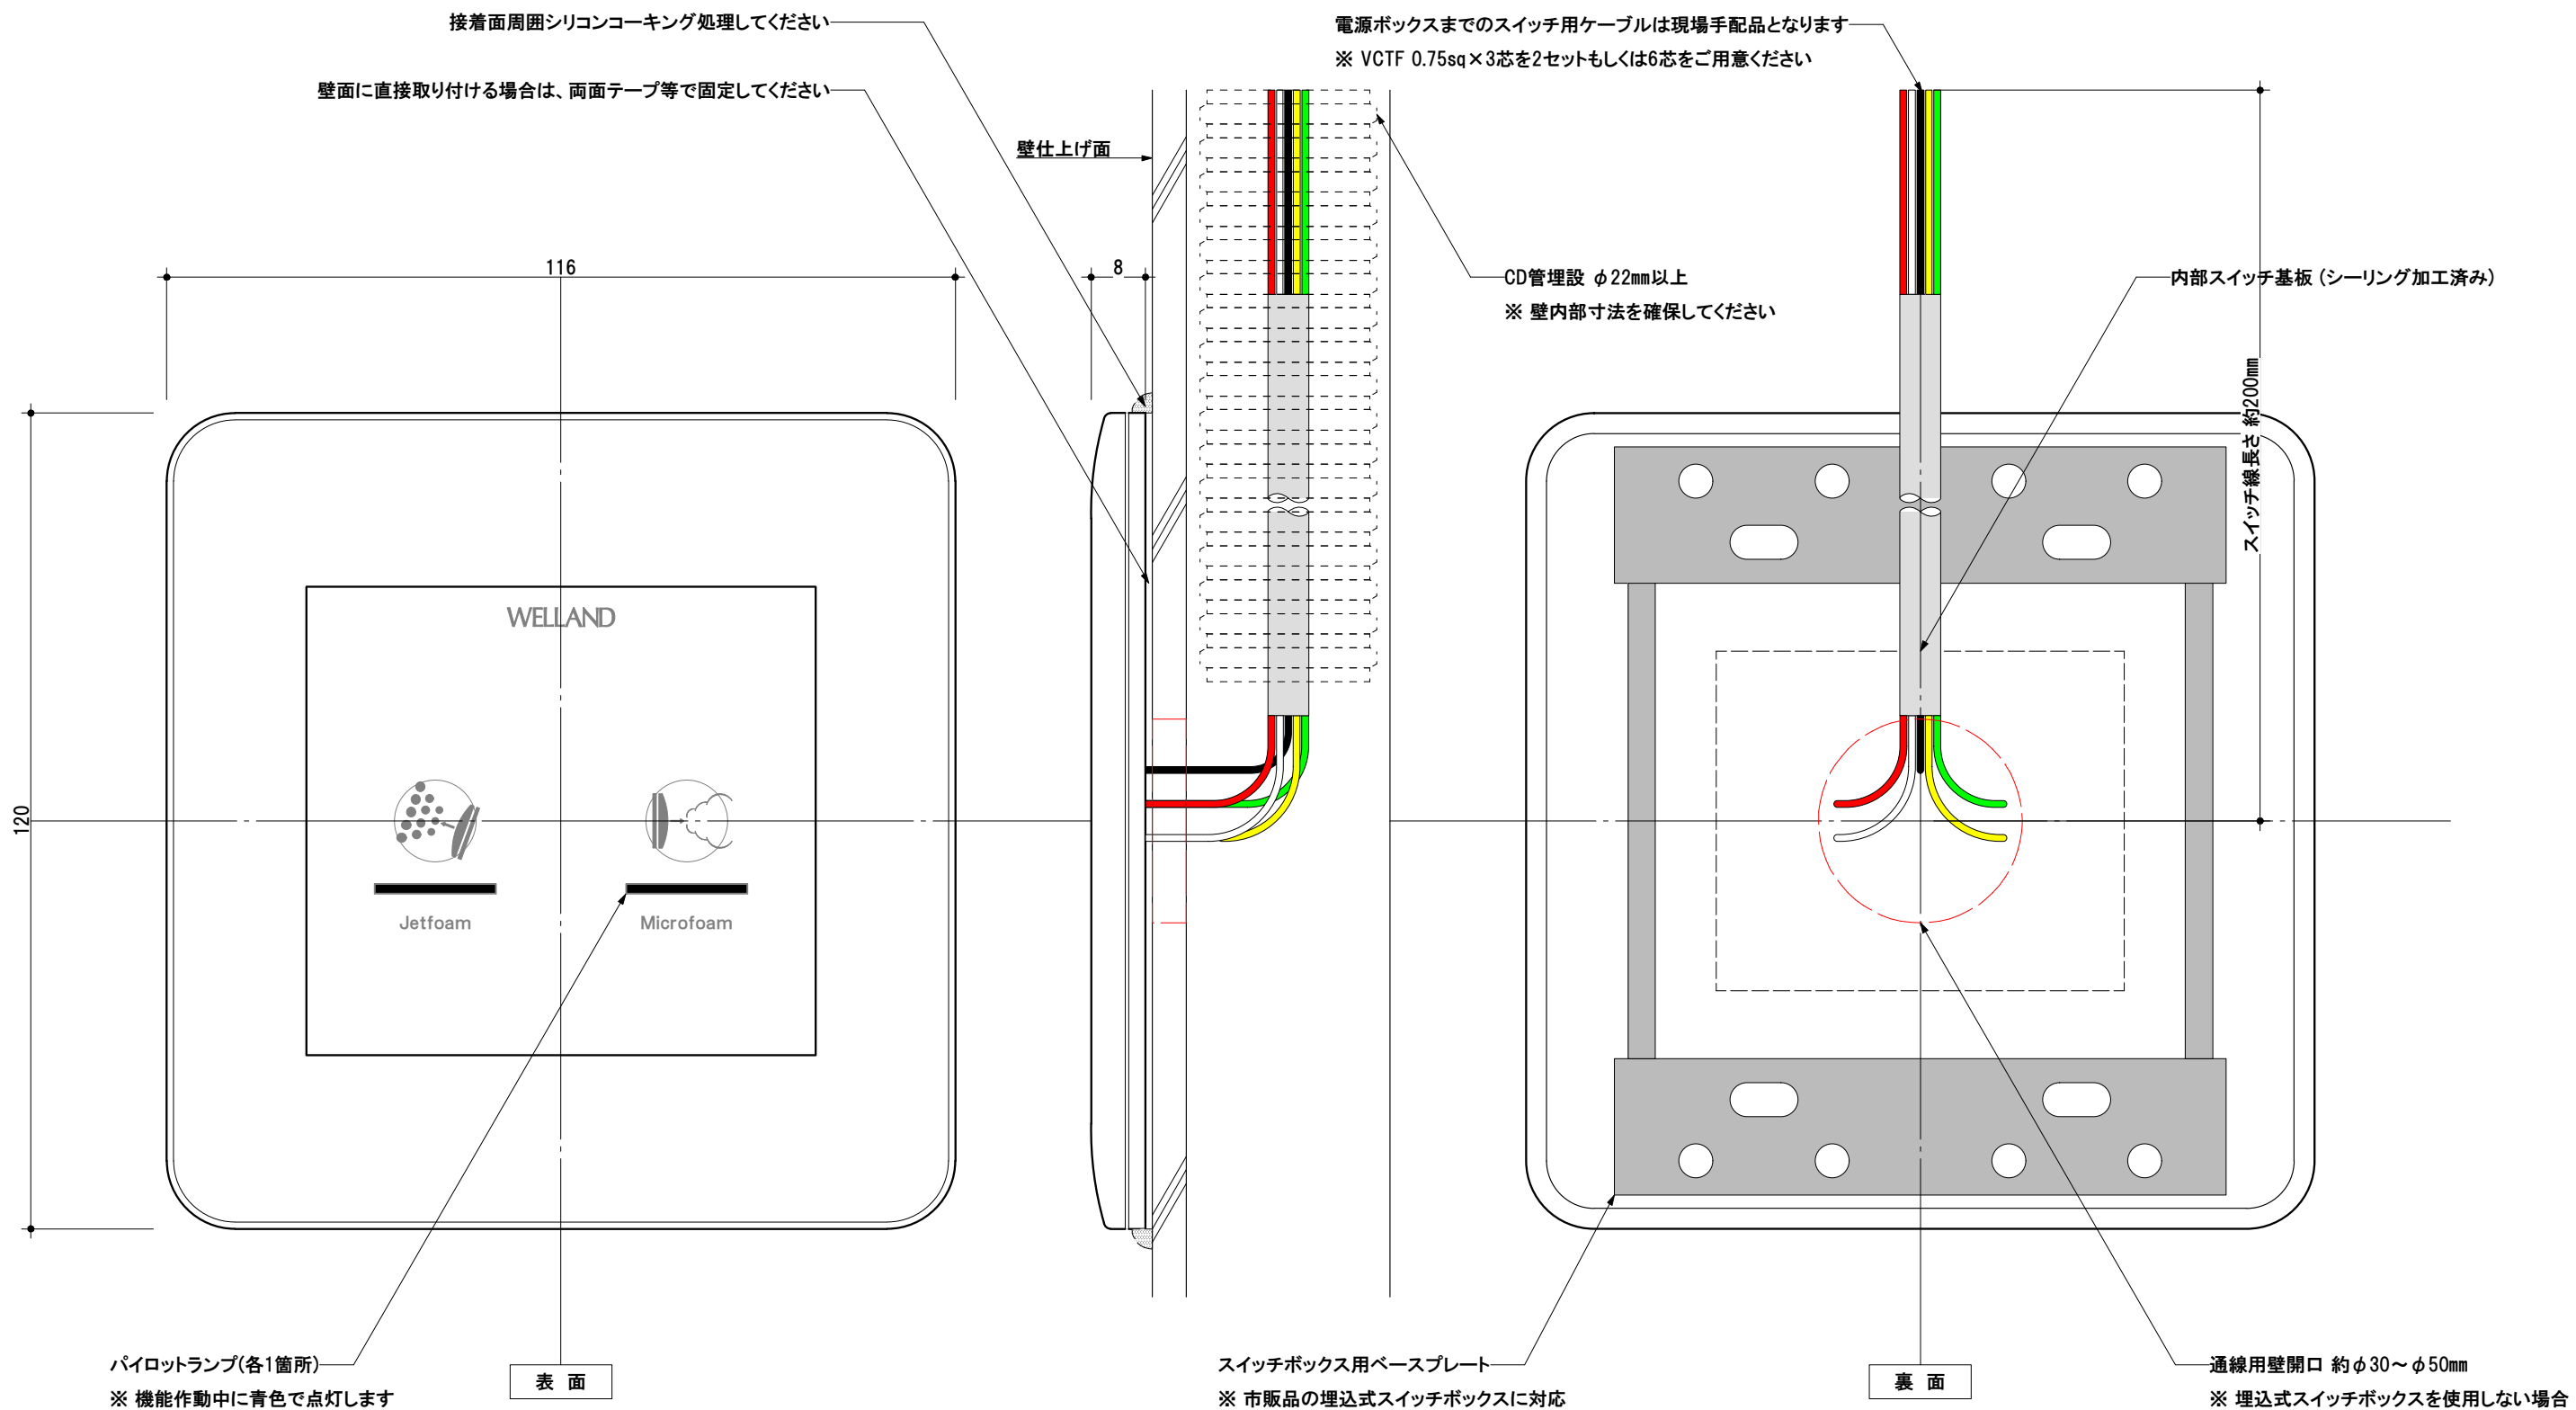 接着面周囲シリコンコーキング処理してください
電源ボックスまでのスイッチ用ケーブルは現場手配品となります
※ VCTF 0.75sq×3芯を2セットもしくは6芯をご用意ください
壁面に直接取り付ける場合は、両面テープ等で固定してください
壁仕上げ面
116
8
CD管埋設 φ22mm以上
※ 壁内部寸法を確保してください
内部スイッチ基板 (シーリング加工済み)
スイッチ線長さ 約200mm
120
WELLAND
Jetfoam
Microfoam
パイロットランプ(各1箇所)
※ 機能作動中に青色で点灯します
表 面
スイッチボックス用ベースプレート
※ 市販品の埋込式スイッチボックスに対応
裏 面
通線用壁開口 約φ30～φ50mm
※ 埋込式スイッチボックスを使用しない場合